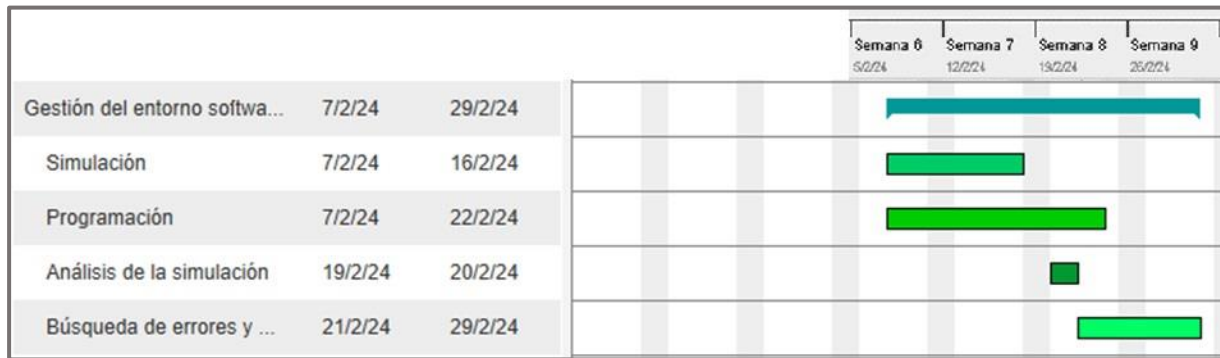 Semana 6 Semana 7 Semana 8 Semana 9
5/2/24 12/2/24 19/2/24 26/2/24
Gestión del entorno softwa... 7/2/24 29/2/24
Simulación 7/2/24 16/2/24
Programación 7/2/24 22/2/24
Análisis de la simulación 19/2/24 20/2/24
Búsqueda de errores y ... 21/2/24 29/2/24